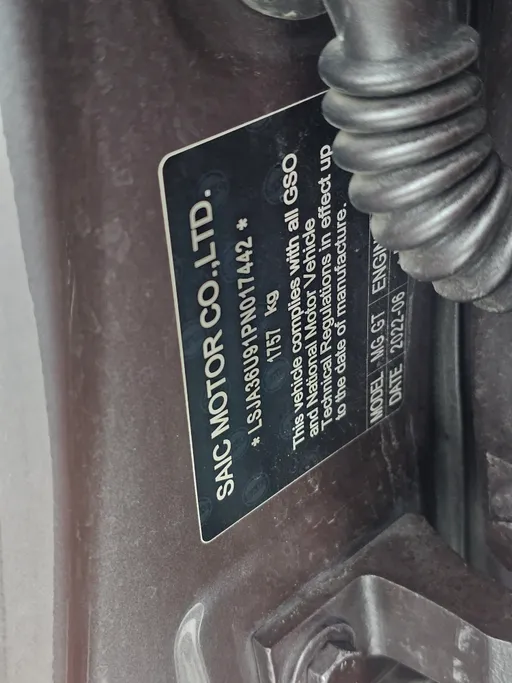 SAIC MOTOR CO.,LTD.
* LSJA36U91PN017442 *
1757 kg
This vehicle complies with all GSO
and National Motor Vehicle
Technical Regulations in effect up
to the date of manufacture.
MODEL MG GT ENGIN
DATE 2022-06